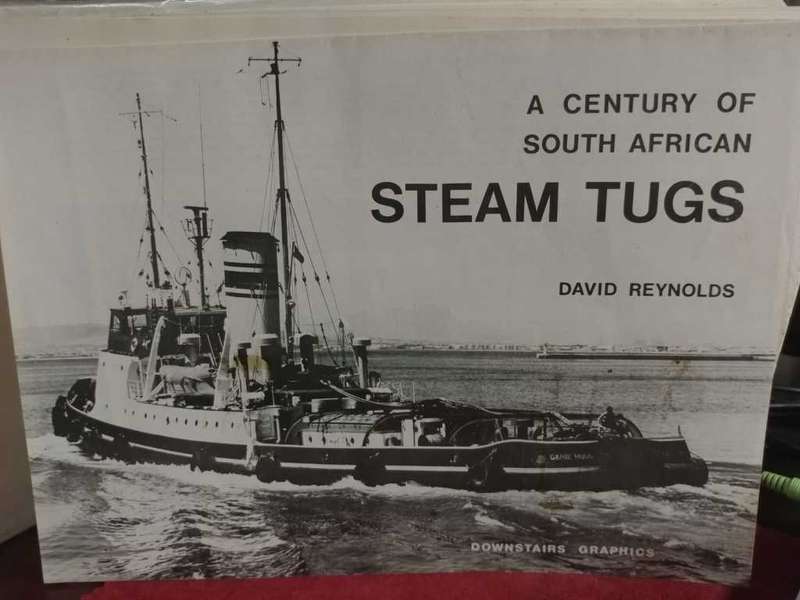 A CENTURY OF
SOUTH AFRICAN
STEAM TUGS
DAVID REYNOLDS
DOWNSTAIRS GRAPHICS